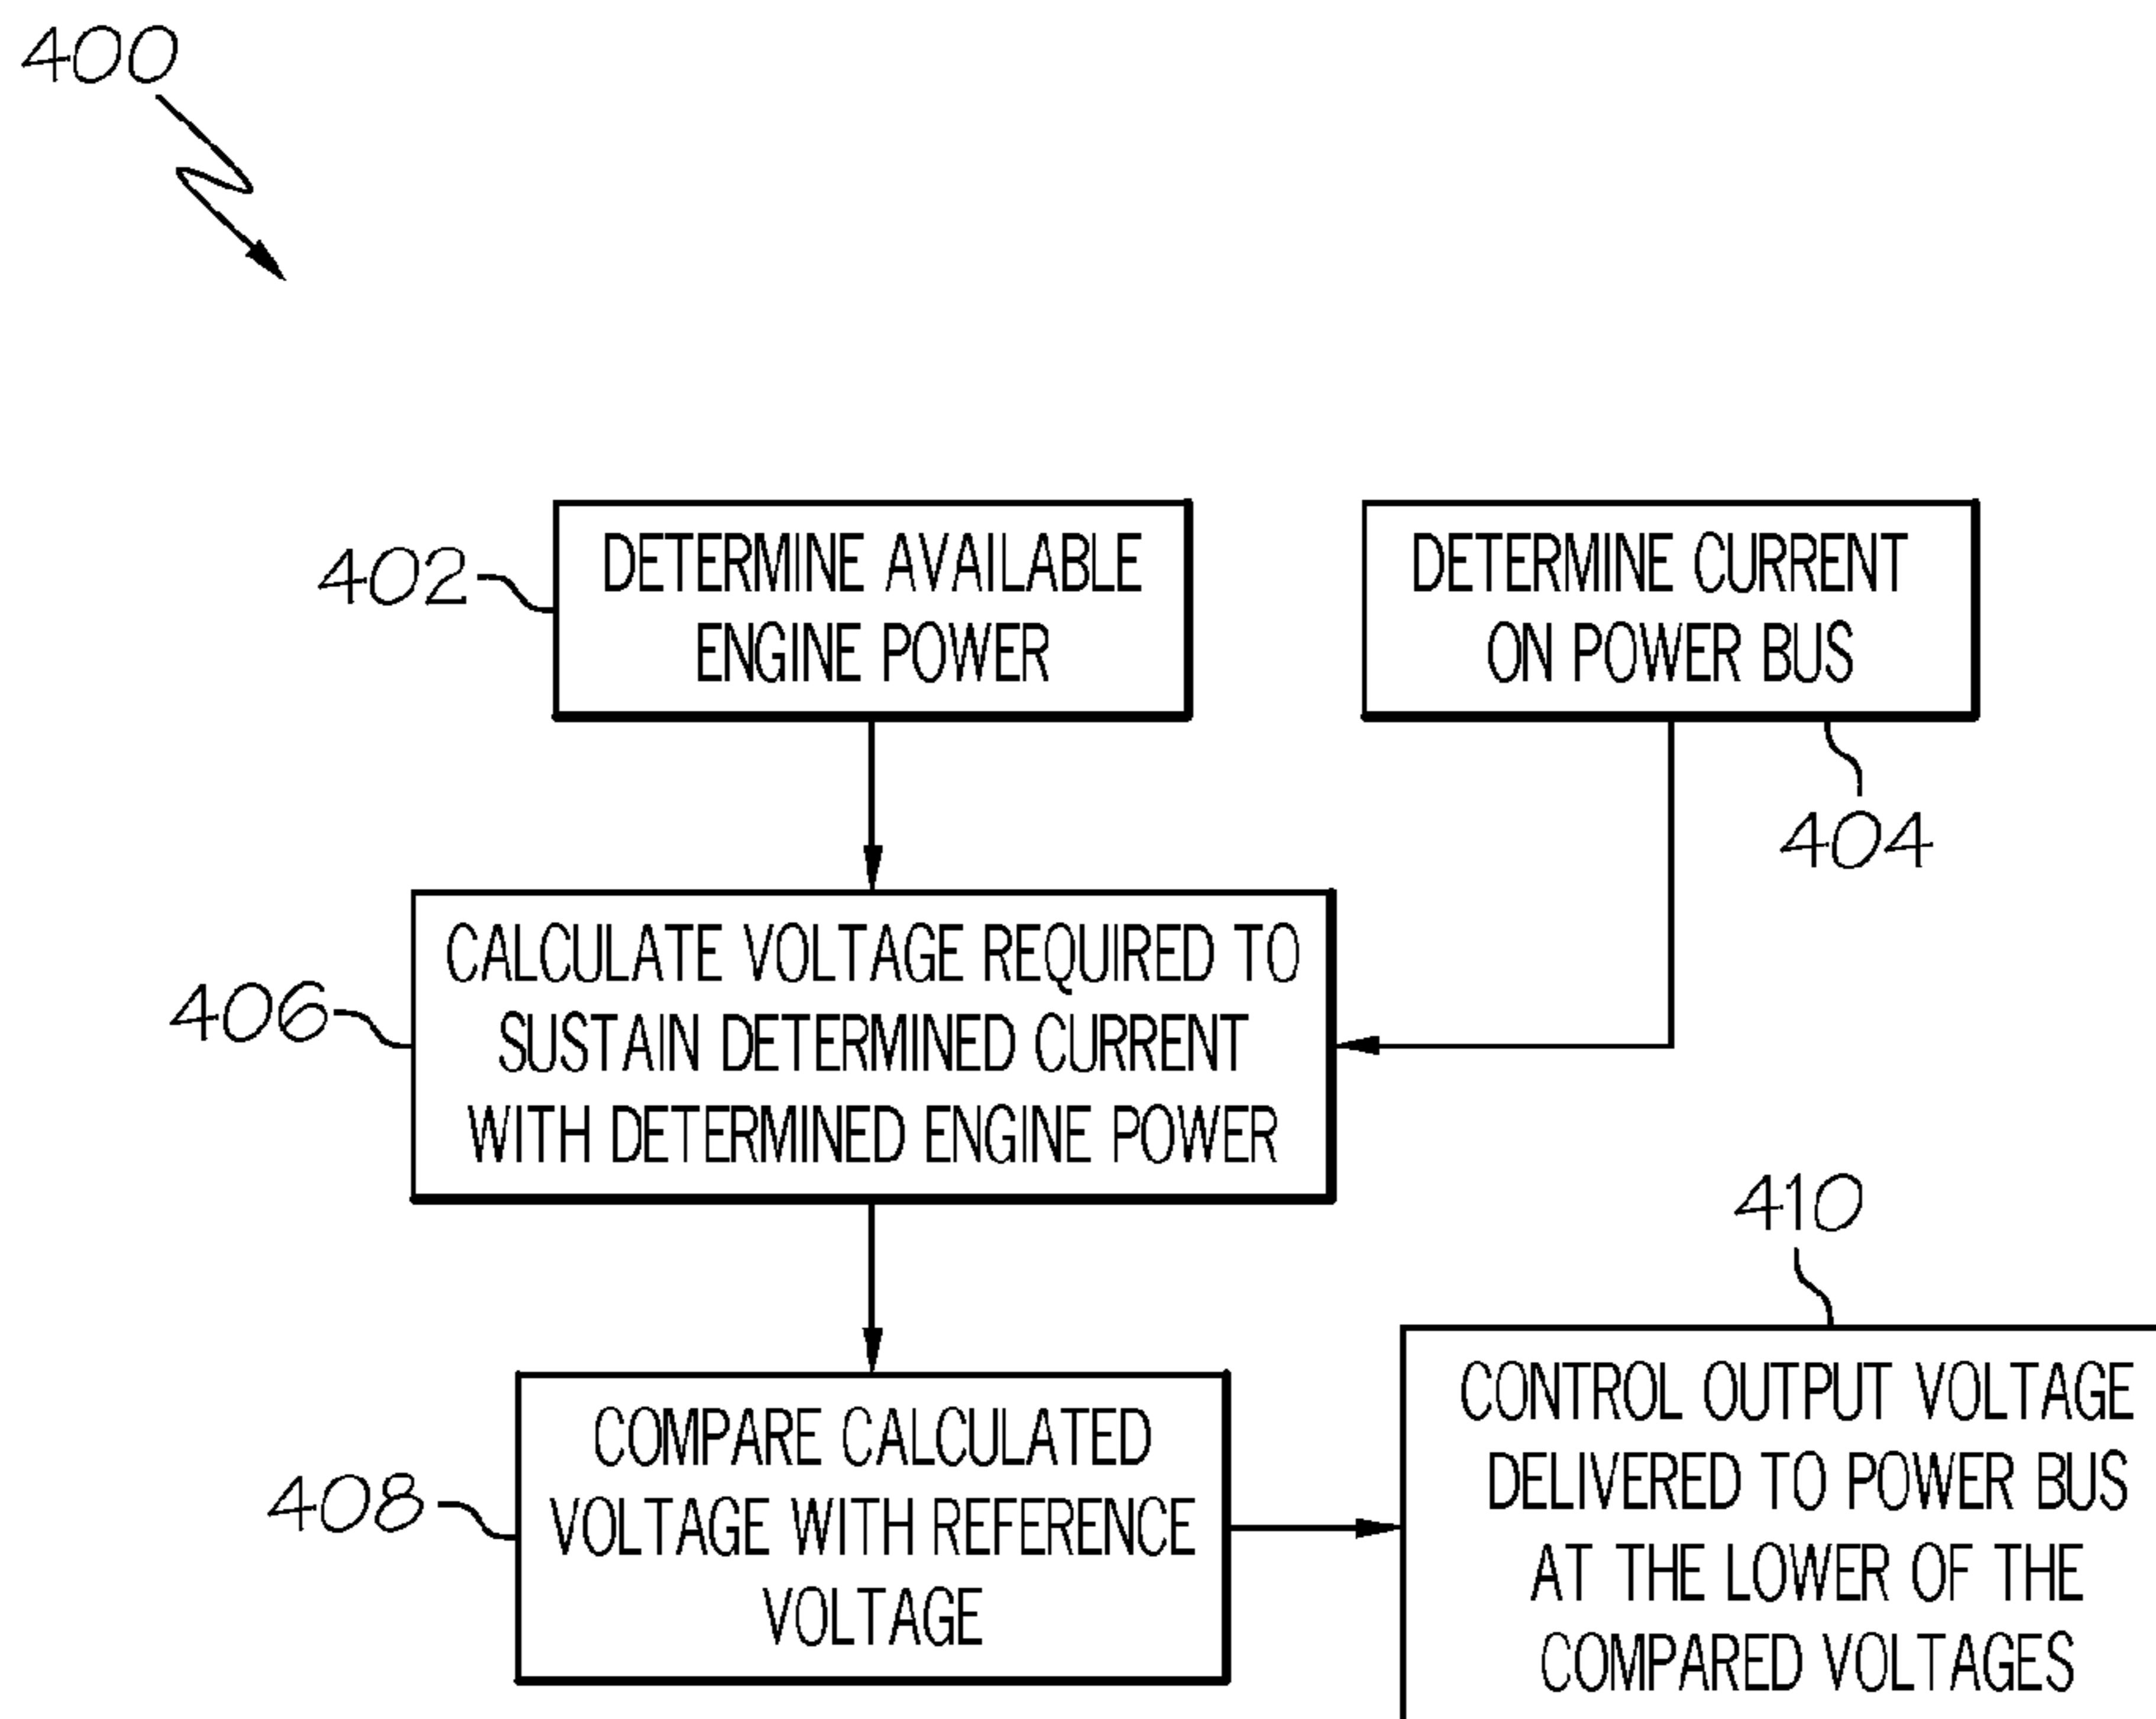 400
402
DETERMINE AVAILABLE
ENGINE POWER
DETERMINE CURRENT
ON POWER BUS
404
406
CALCULATE VOLTAGE REQUIRED TO
SUSTAIN DETERMINED CURRENT
WITH DETERMINED ENGINE POWER
408
COMPARE CALCULATED
VOLTAGE WITH REFERENCE
VOLTAGE
410
CONTROL OUTPUT VOLTAGE
DELIVERED TO POWER BUS
AT THE LOWER OF THE
COMPARED VOLTAGES